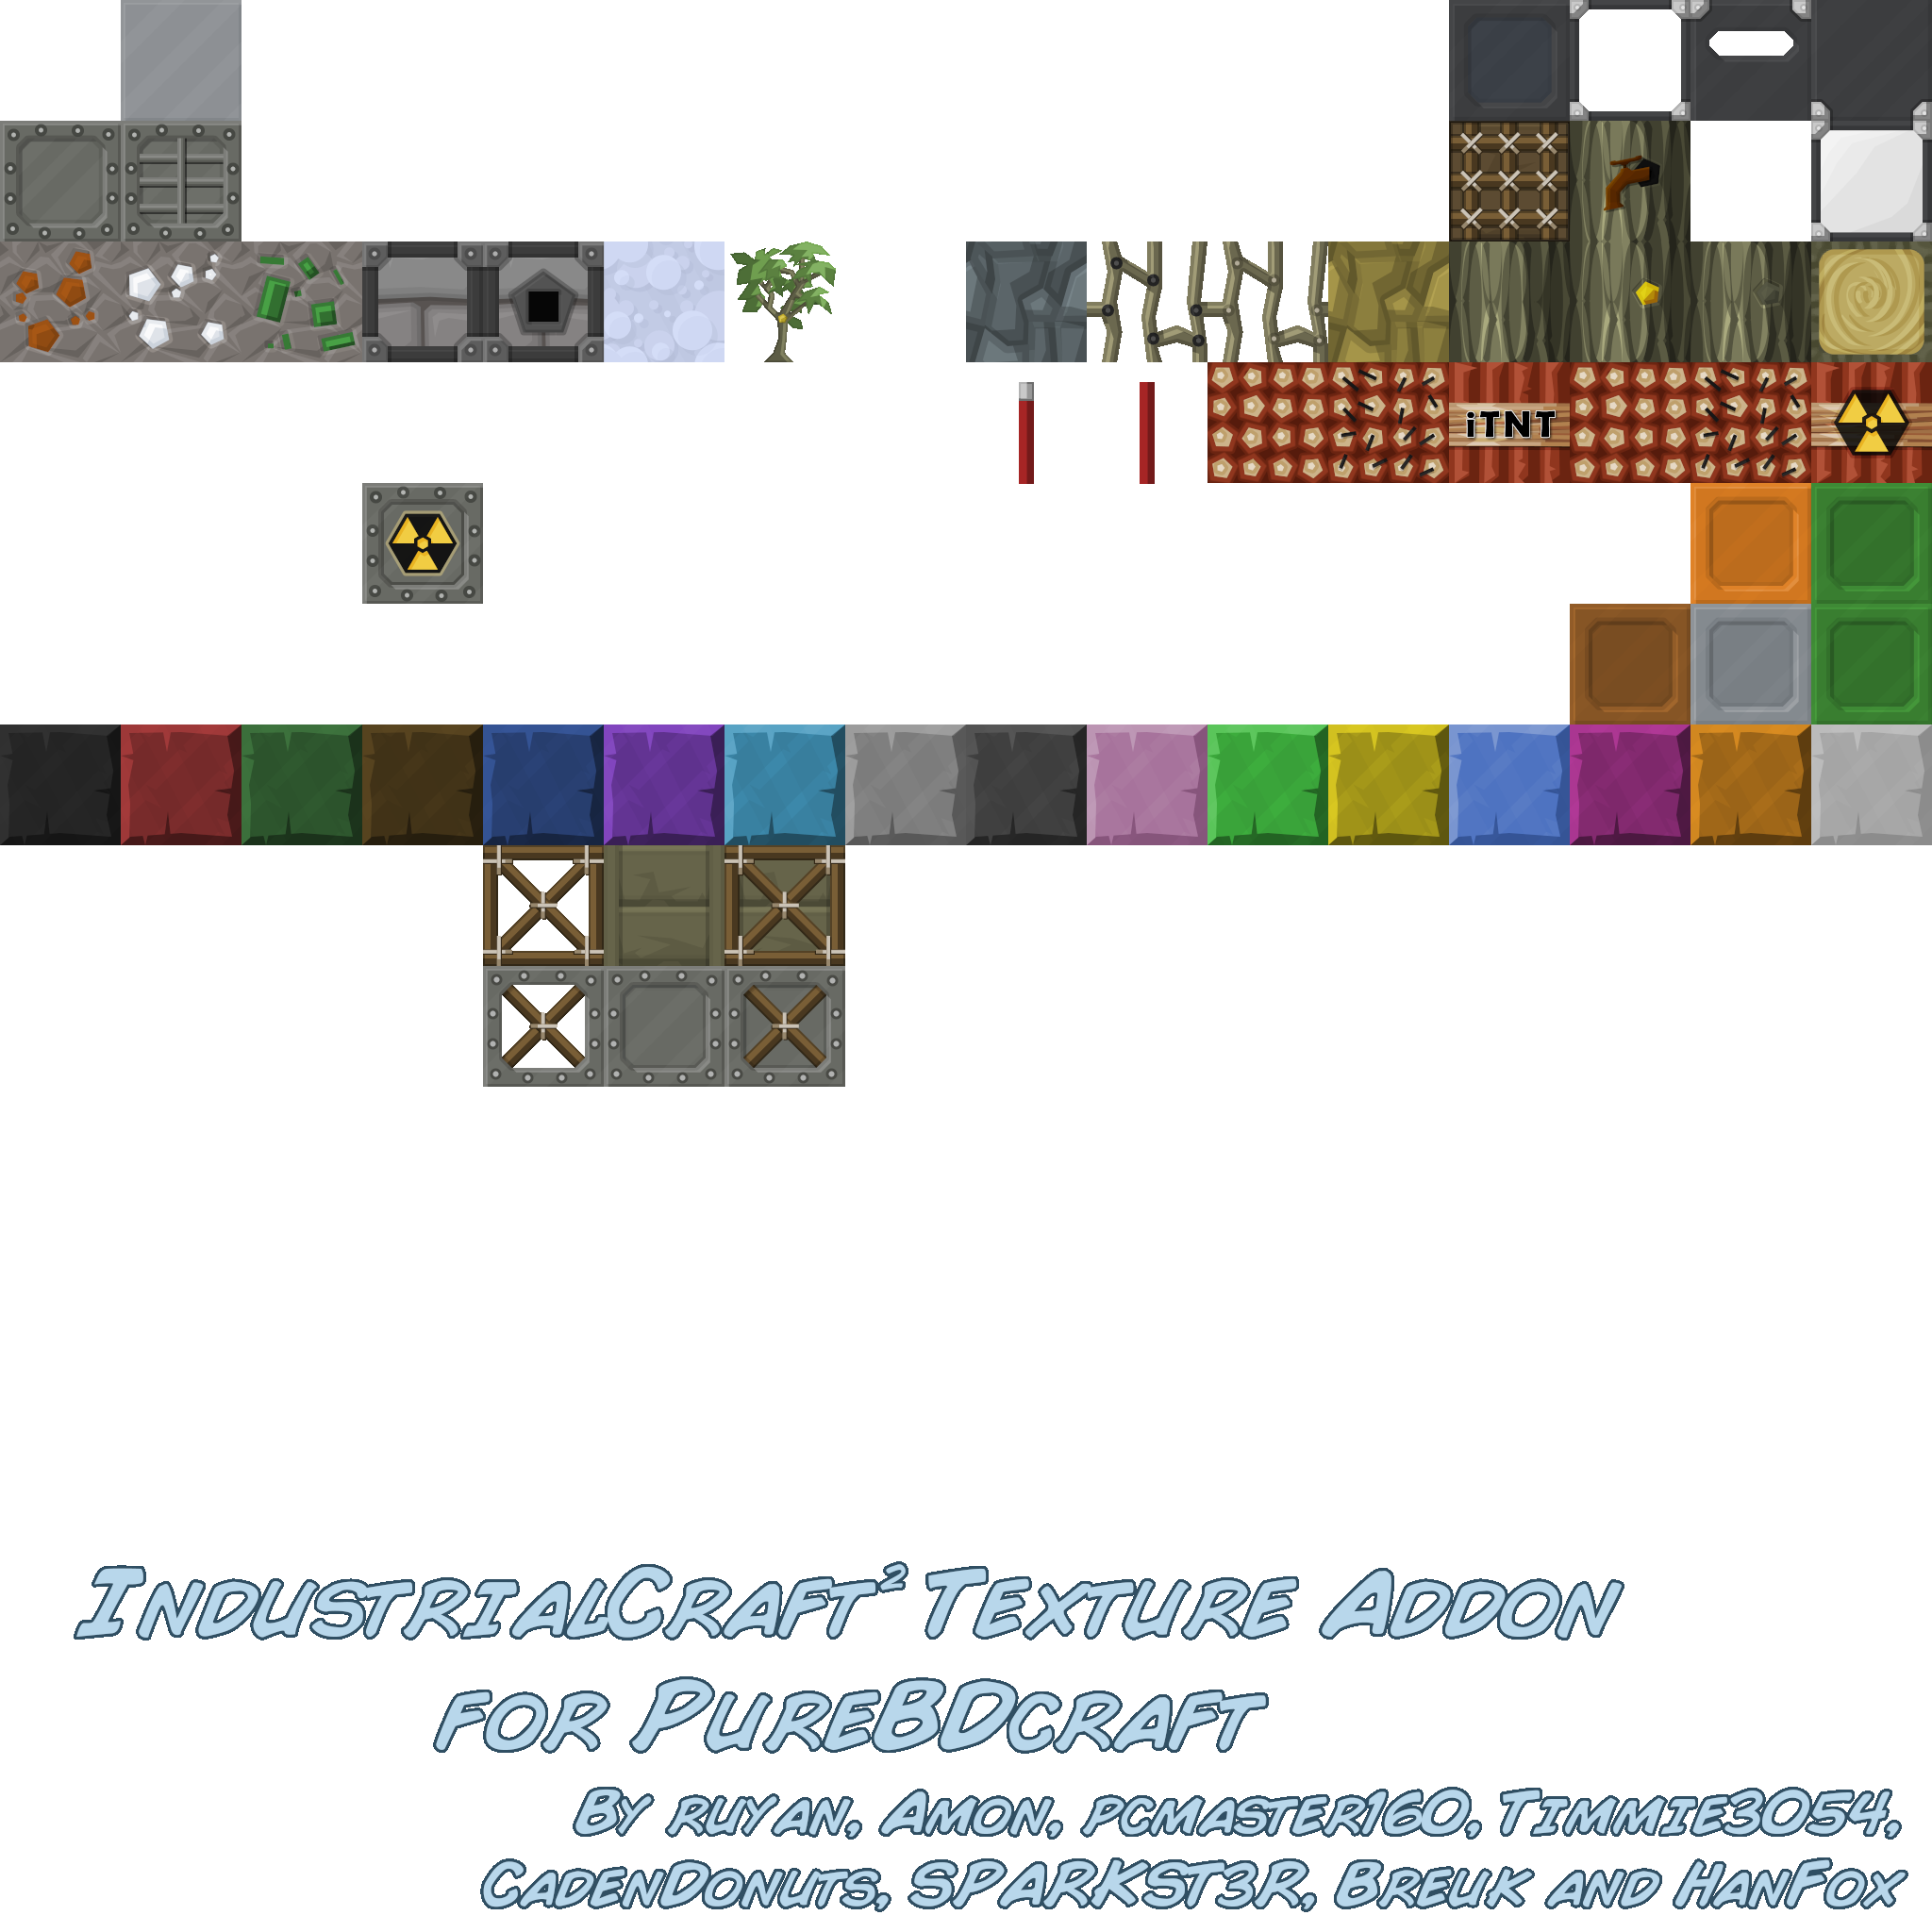 iTNT
IndustrialCraft² Texture Addon
for PureBDcraft
By ruyan, Amon, pcmaster160, Timmie3054,
CadenDonuts, SPARKST3R, Breuk and HanFox